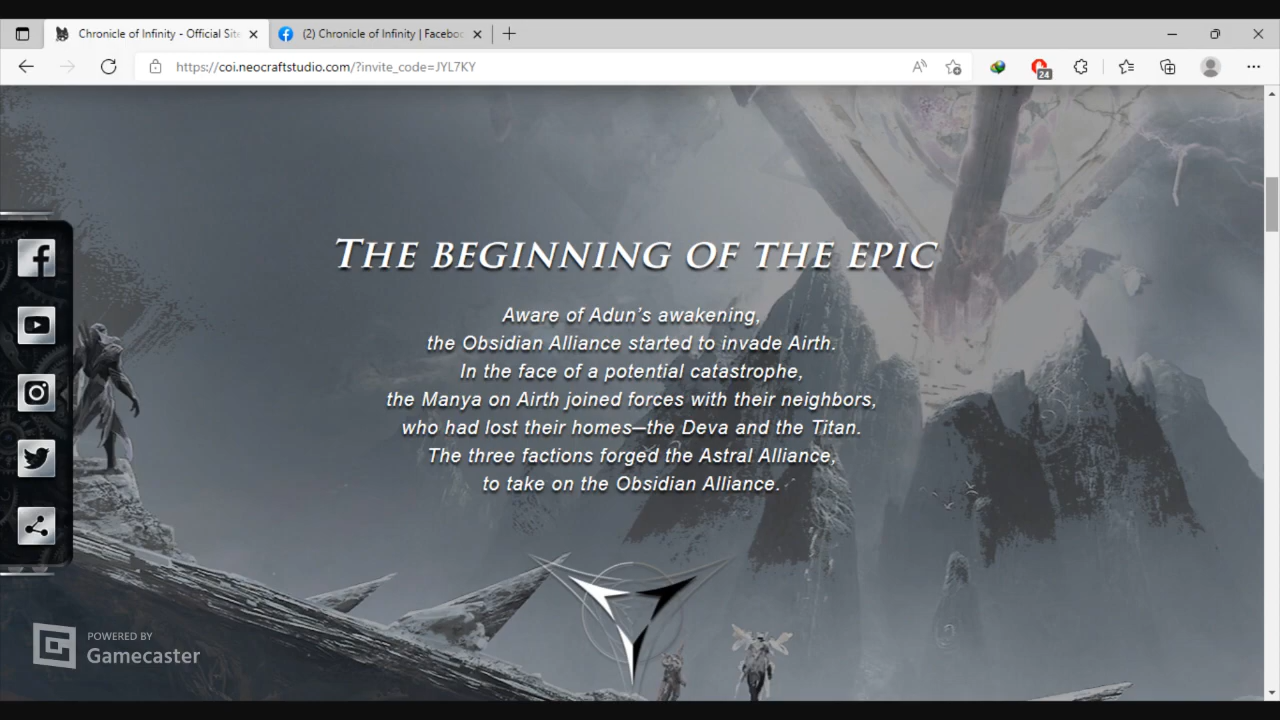 Chronicle of Infinity - Official Site
(2) Chronicle of Infinity | Faceboo
https://coi.neocraftstudio.com/?invite_code=JYL7KY
24
THE BEGINNING OF THE EPIC
Aware of Adun's awakening,
the Obsidian Alliance started to invade Airth.
In the face of a potential catastrophe,
the Manya on Airth joined forces with their neighbors,
who had lost their homes—the Deva and the Titan.
The three factions forged the Astral Alliance,
to take on the Obsidian Alliance.
POWERED BY
Gamecaster